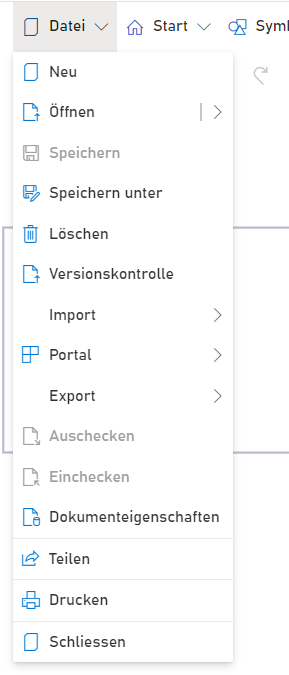 Datei Start Symb
Neu
Öffnen
Speichern
Speichern unter
Löschen
Versionskontrolle
Import
Portal
Export
Auschecken
Einchecken
Dokumenteigenschaften
Teilen
Drucken
Schliessen